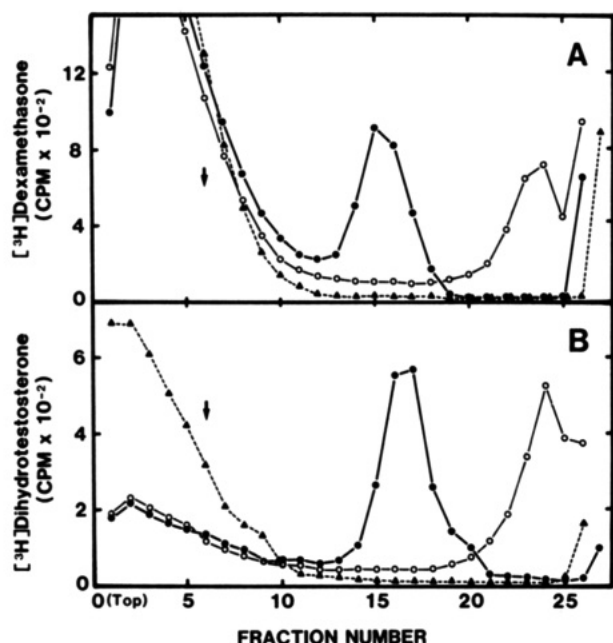 A
[³H]Dexamethasone
(CPM x 10⁻²)
12
8
4
0
B
[³H]Dihydrotestosterone
(CPM x 10⁻²)
6
4
2
0
0(Top) 5 10 15 20 25
FRACTION NUMBER